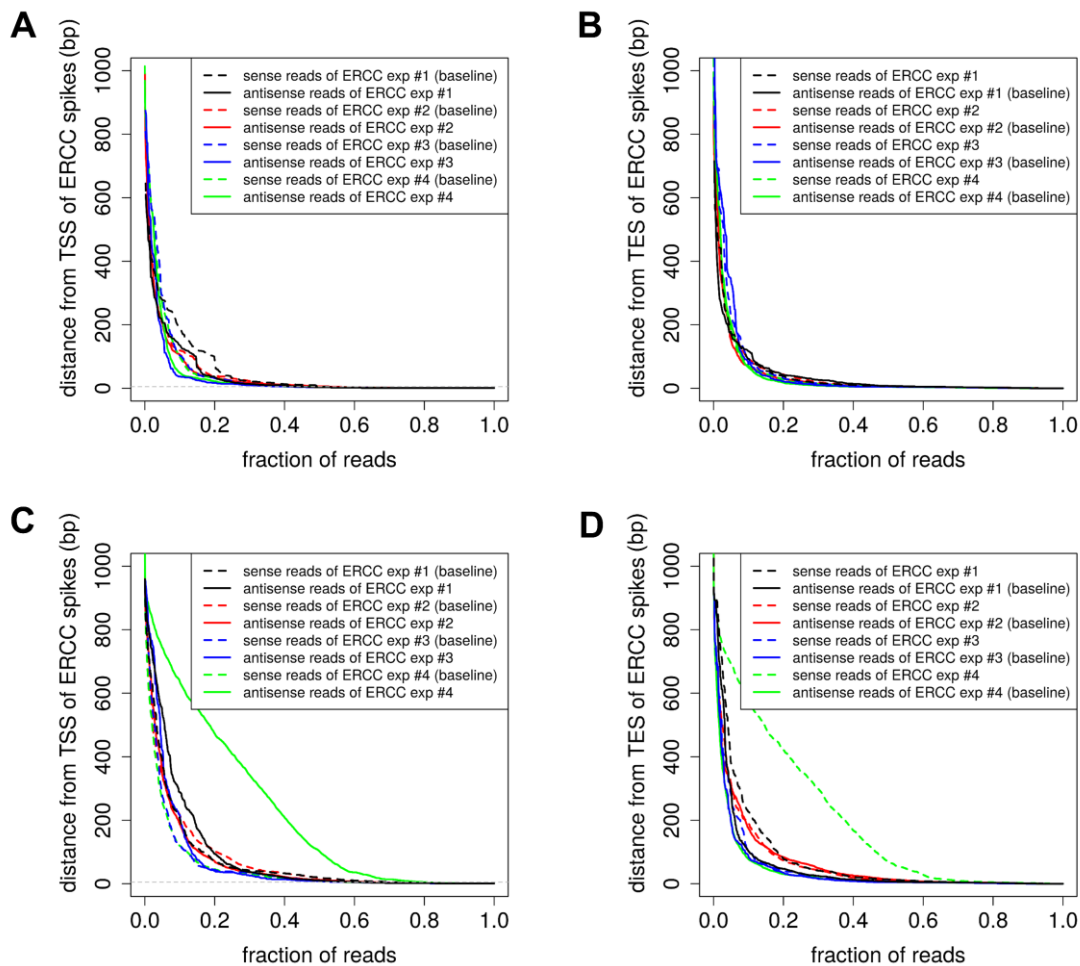 A
distance from TSS of ERCC spikes (bp)
0 200 400 600 800 1000
sense reads of ERCC exp #1 (baseline)
antisense reads of ERCC exp #1
sense reads of ERCC exp #2 (baseline)
antisense reads of ERCC exp #2
sense reads of ERCC exp #3 (baseline)
antisense reads of ERCC exp #3
sense reads of ERCC exp #4 (baseline)
antisense reads of ERCC exp #4
0.0 0.2 0.4 0.6 0.8 1.0
fraction of reads
B
distance from TES of ERCC spikes (bp)
0 200 400 600 800 1000
sense reads of ERCC exp #1
antisense reads of ERCC exp #1 (baseline)
sense reads of ERCC exp #2
antisense reads of ERCC exp #2 (baseline)
sense reads of ERCC exp #3
antisense reads of ERCC exp #3 (baseline)
sense reads of ERCC exp #4
antisense reads of ERCC exp #4 (baseline)
0.0 0.2 0.4 0.6 0.8 1.0
fraction of reads
C
distance from TSS of ERCC spikes (bp)
0 200 400 600 800 1000
sense reads of ERCC exp #1 (baseline)
antisense reads of ERCC exp #1
sense reads of ERCC exp #2 (baseline)
antisense reads of ERCC exp #2
sense reads of ERCC exp #3 (baseline)
antisense reads of ERCC exp #3
sense reads of ERCC exp #4 (baseline)
antisense reads of ERCC exp #4
0.0 0.2 0.4 0.6 0.8 1.0
fraction of reads
D
distance from TES of ERCC spikes (bp)
0 200 400 600 800 1000
sense reads of ERCC exp #1
antisense reads of ERCC exp #1 (baseline)
sense reads of ERCC exp #2
antisense reads of ERCC exp #2 (baseline)
sense reads of ERCC exp #3
antisense reads of ERCC exp #3 (baseline)
sense reads of ERCC exp #4
antisense reads of ERCC exp #4 (baseline)
0.0 0.2 0.4 0.6 0.8 1.0
fraction of reads